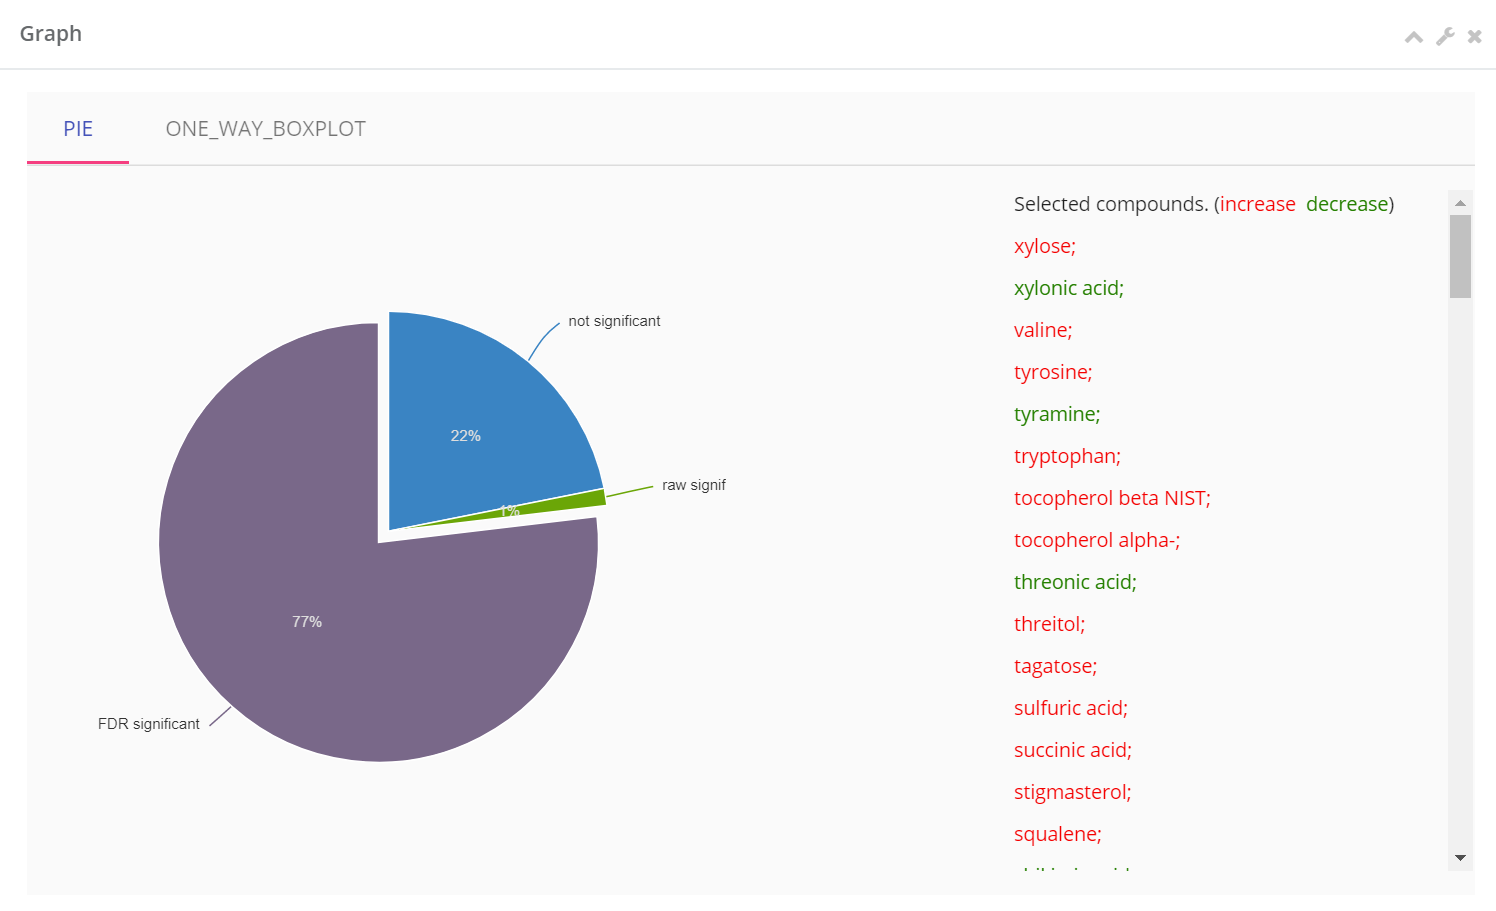 Graph
PIE ONE_WAY_BOXPLOT
not significant
22%
raw signif
1%
77%
FDR significant
Selected compounds. (increase decrease)
xylose;
xylonic acid;
valine;
tyrosine;
tyramine;
tryptophan;
tocopherol beta NIST;
tocopherol alpha-;
threonic acid;
threitol;
tagatose;
sulfuric acid;
succinic acid;
stigmasterol;
squalene;